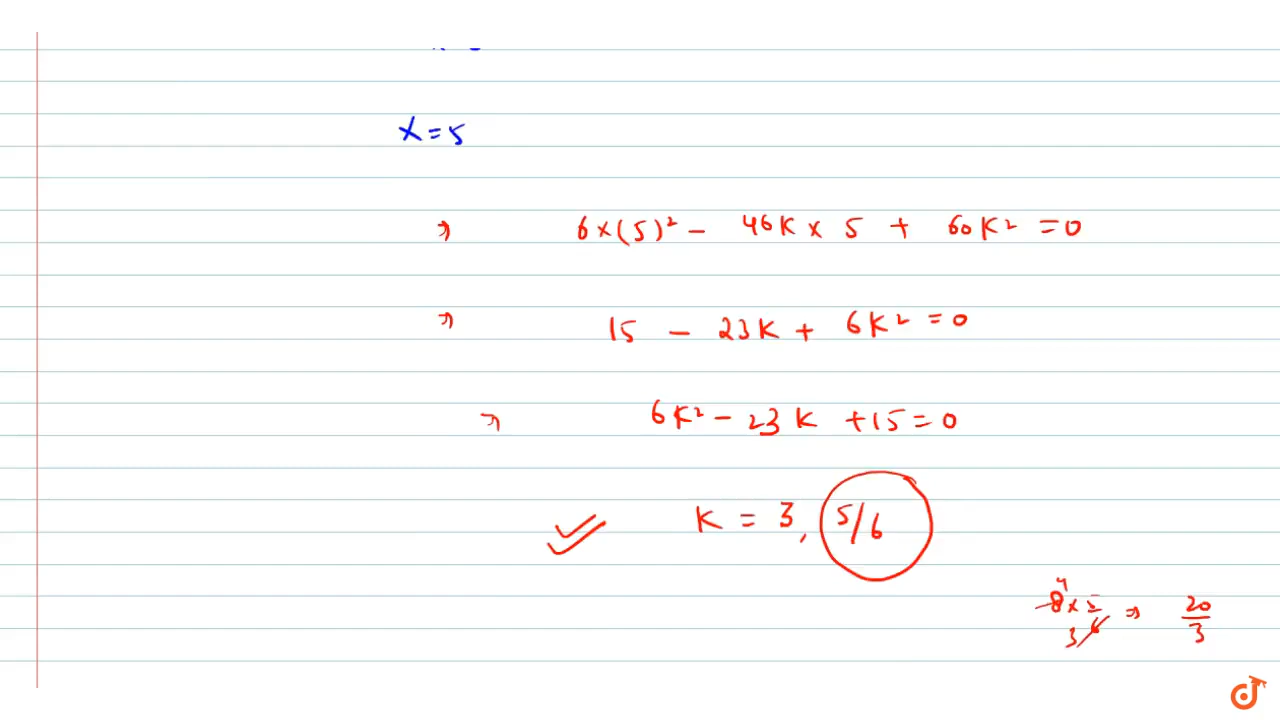 x = 5
⇒ 6 × (5)² - 46K × 5 + 60K² = 0
⇒ 15 - 23K + 6K² = 0
⇒ 6K² - 23K + 15 = 0
K = 3, 5/6
8 × 5/6 ⇒ 20/3
4
3